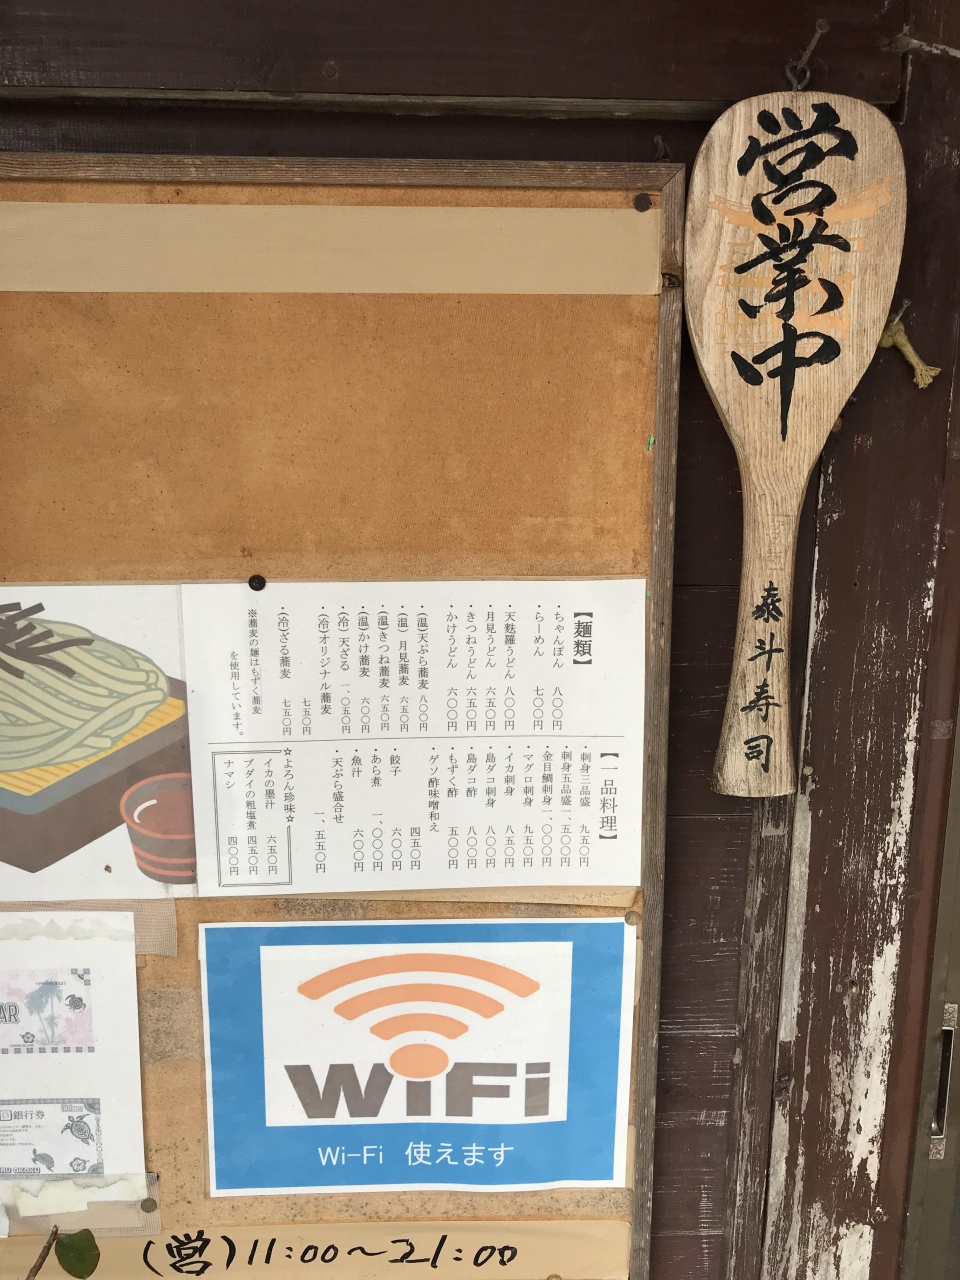 営業中
泰斗寿司
【麺類】
・ちゃんぽん 八〇〇円
・らーめん 七〇〇円
・天麩羅うどん 八〇〇円
・月見うどん 六五〇円
・きつねうどん 六五〇円
・かけうどん 六〇〇円
・(温)天ぷら蕎麦 八〇〇円
・(温)月見蕎麦 六五〇円
・(温)きつね蕎麦 六五〇円
・(温)かけ蕎麦 六〇〇円
・(冷)天ざる 一、〇五〇円
・(冷)オリジナル蕎麦 七五〇円
・(冷)ざる蕎麦 七五〇円
※蕎麦の麺はもずく蕎麦
を使用しています。
【一品料理】
・刺身三品盛 九五〇円
・刺身五品盛 一、五〇〇円
・金目鯛刺身 一、〇〇〇円
・マグロ刺身 九五〇円
・イカ刺身 八五〇円
・島ダコ刺身 八〇〇円
・島ダコ酢 八〇〇円
・もずく酢 五〇〇円
・ゲソ酢味噌和え 四五〇円
・餃子 六〇〇円
・あら煮 一、〇〇〇円
・魚汁 六〇〇円
・天ぷら盛合せ 一、五五〇円
☆よろん珍味☆
イカの墨汁 六五〇円
ブダイの粗塩煮 四五〇円
ナマシ 四〇〇円
AR
銀行券
WiFi
Wi-Fi 使えます
(営)11:00~21:00